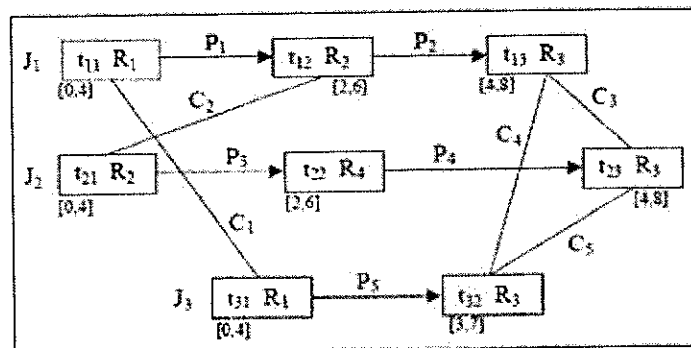 J1 t11 R1 P1 t12 R2 P2 t13 R3
[0,4] [2,6] [4,8]
C2 C4 C3
J2 t21 R2 P3 t22 R4 P4 t23 R3
[0,4] [2,6] [4,8]
C1 C5
J3 t31 R1 P5 t32 R3
[0,4] [3,7]